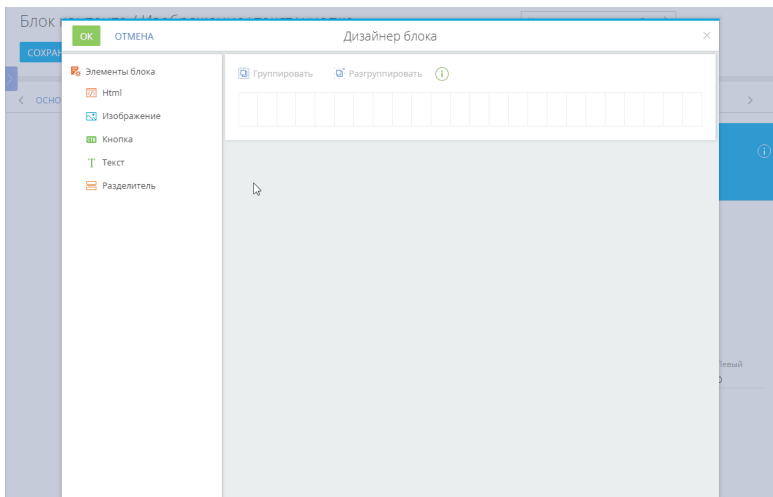 Блок
ОК ОТМЕНА Дизайнер блока
СОХРАН
Элементы блока
Группировать Разгруппировать
Html
ОСНО
Изображение
Кнопка
Текст
Разделитель
Левый